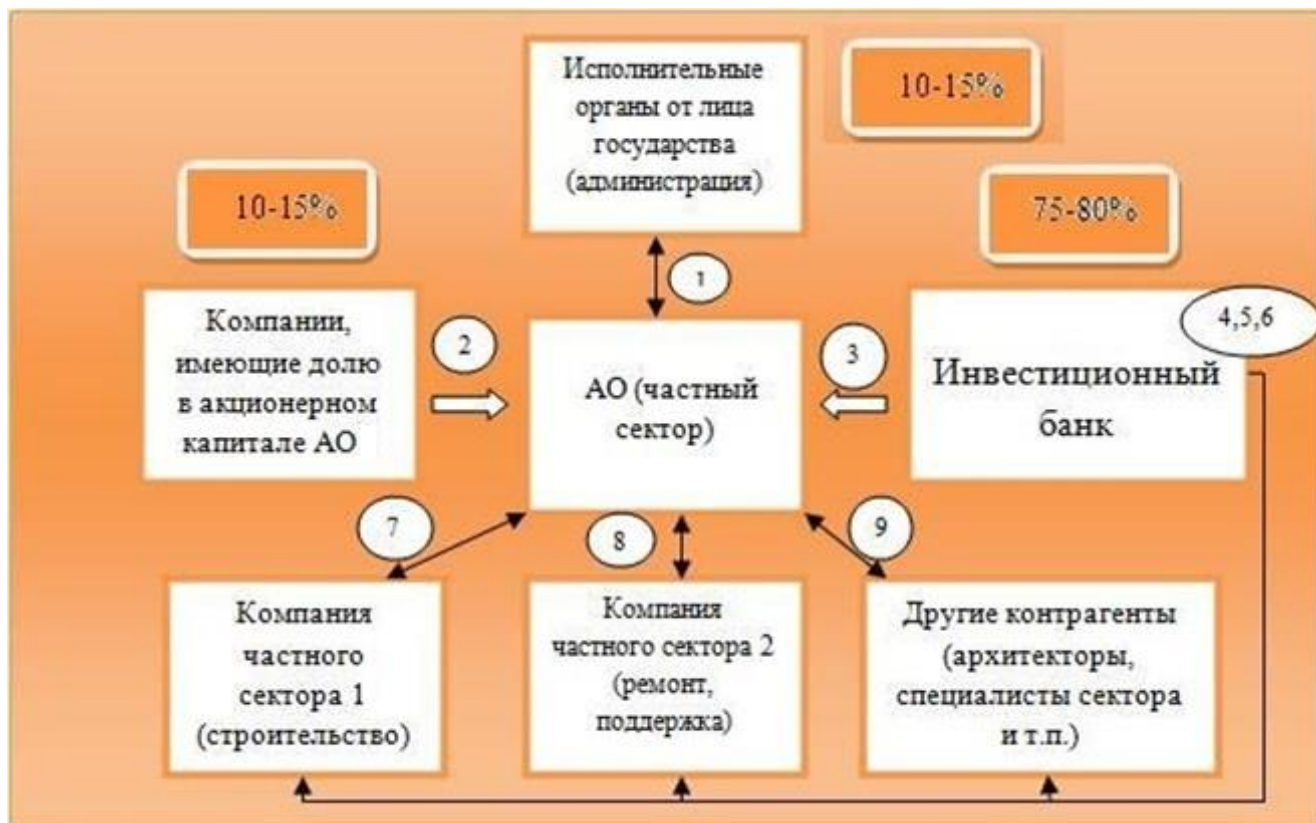 Исполнительные
органы от лица
государства
(администрация)
10-15%
10-15%
75-80%
1
Компании,
имеющие долю
в акционерном
капитале АО
2
АО (частный
сектор)
3
4,5,6
Инвестиционный
банк
7
8
9
Компания
частного
сектора 1
(строительство)
Компания
частного сектора 2
(ремонт,
поддержка)
Другие контрагенты
(архитекторы,
специалисты сектора
и т.п.)